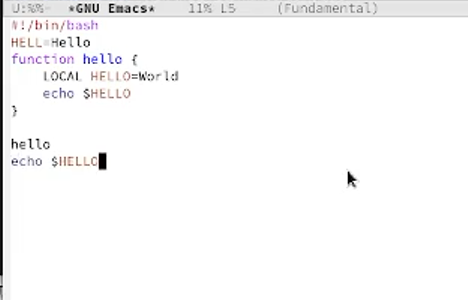 U:%%- *GNU Emacs* 11% L5 (Fundamental)
#!/bin/bash
HELL=Hello
function hello {
LOCAL HELLO=World
echo $HELLO
}
hello
echo $HELLO